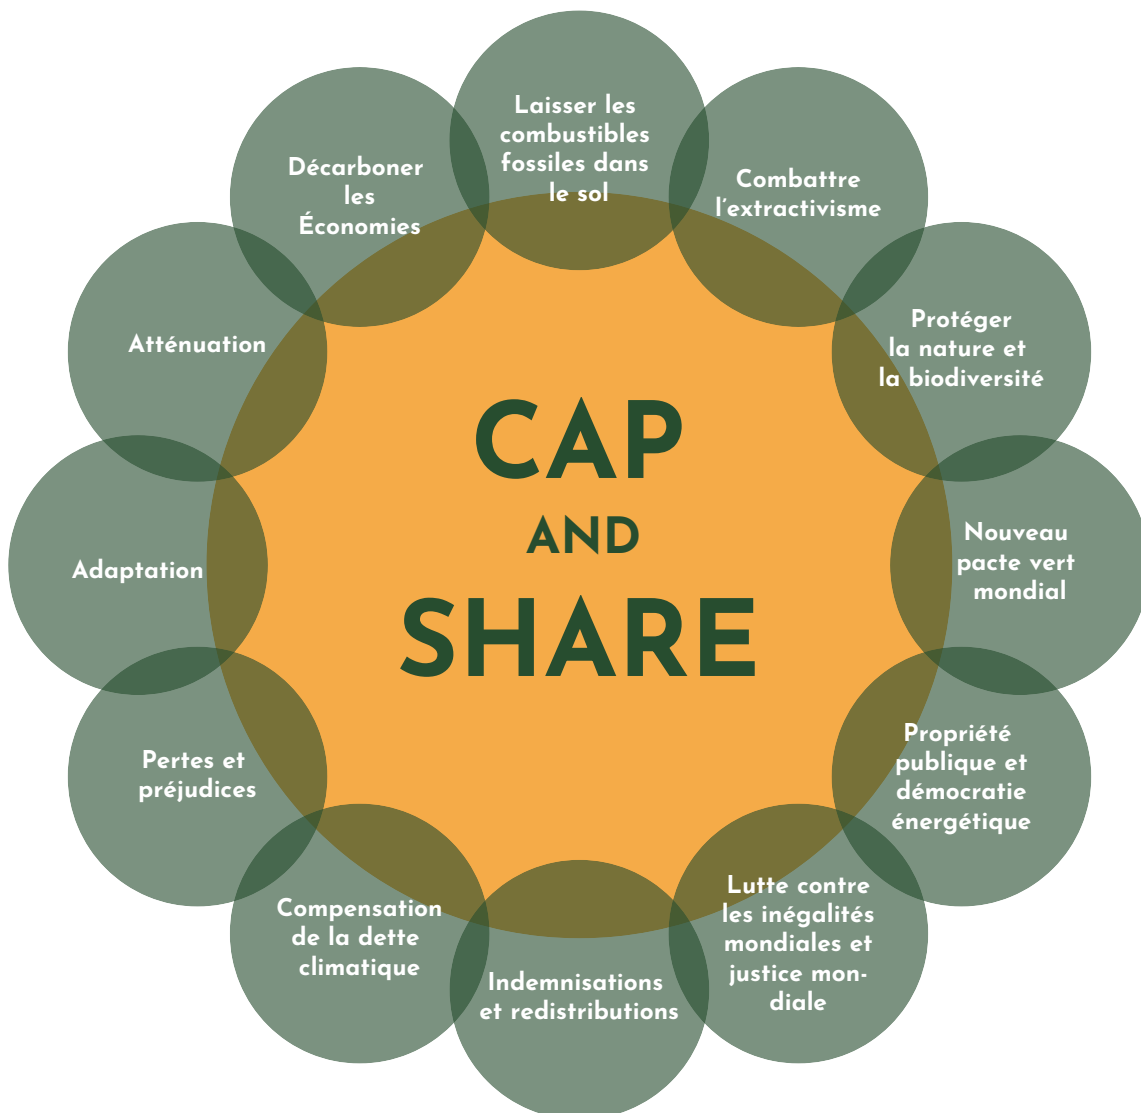 Laisser les
combustibles
fossiles dans
le sol
Combattre
l'extractivisme
Protéger
la nature et
la biodiversité
Nouveau
pacte vert
mondial
Propriété
publique et
démocratie
énergétique
Lutte contre
les inégalités
mondiales et
justice mon-
diale
Indemnisations
et redistributions
Compensation
de la dette
climatique
Pertes et
préjudices
Adaptation
Atténuation
Décarboner
les
Économies
CAP
AND
SHARE